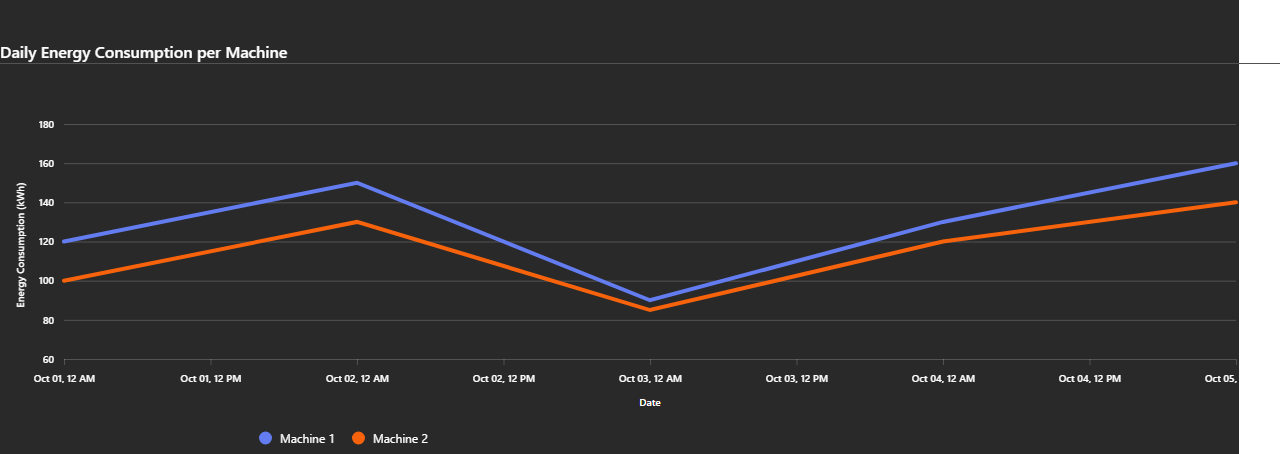 Daily Energy Consumption per Machine
180
160
140
120
100
80
60
Energy Consumption (kWh)
Oct 01, 12 AM Oct 01, 12 PM Oct 02, 12 AM Oct 02, 12 PM Oct 03, 12 AM Oct 03, 12 PM Oct 04, 12 AM Oct 04, 12 PM Oct 05,
Date
Machine 1 Machine 2